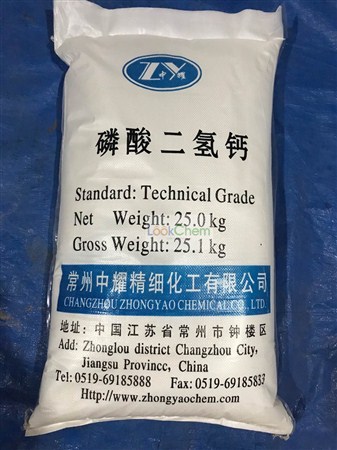 ZY
中耀
磷酸二氢钙
Standard: Technical Grade
Net Weight: 25.0 kg
LookChem
Gross Weight: 25.1 kg
常州中耀精细化工有限公司
CHANGZHOU ZHONGYAO CHEMICAL CO., LTD.
地址: 中国江苏省常州市钟楼区
Add: Zhonglou district Changzhou City,
Jiangsu Provincc, China
Tel: 0519-69185888 Fax: 0519-69185833
Http://www.zhongyaochem.com